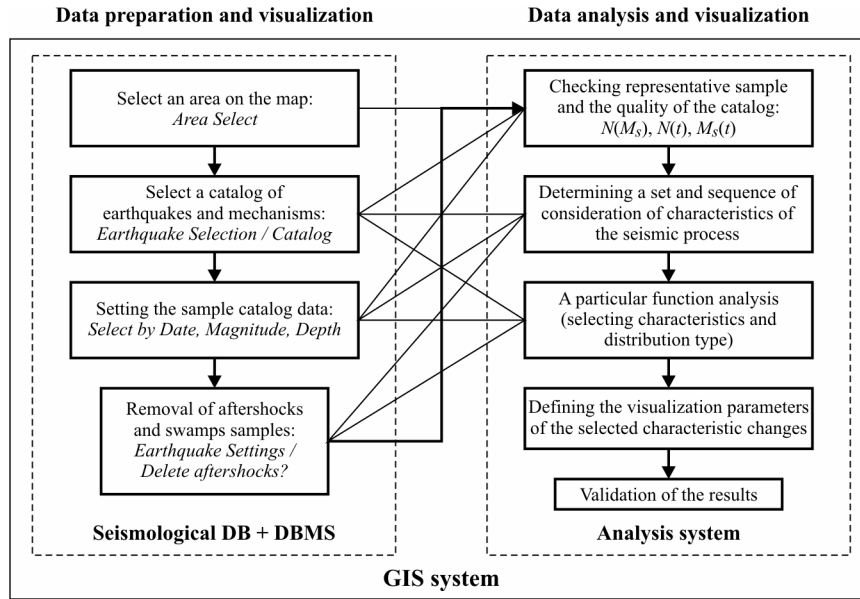 Data preparation and visualization
Data analysis and visualization
Select an area on the map:
Area Select
Select a catalog of
earthquakes and mechanisms:
Earthquake Selection / Catalog
Setting the sample catalog data:
Select by Date, Magnitude, Depth
Removal of aftershocks
and swamps samples:
Earthquake Settings /
Delete aftershocks?
Seismological DB + DBMS
Checking representative sample
and the quality of the catalog:
N(Ms), N(t), Ms(t)
Determining a set and sequence of
consideration of characteristics of
the seismic process
A particular function analysis
(selecting characteristics and
distribution type)
Defining the visualization parameters
of the selected characteristic changes
Validation of the results
Analysis system
GIS system